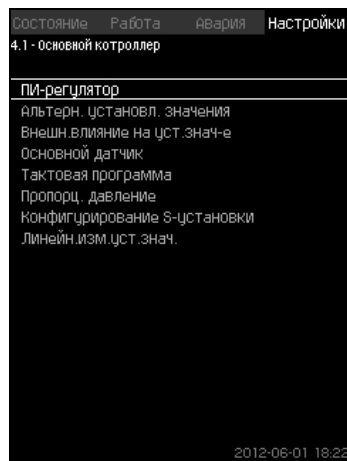 Состояние Работа Авария Настройки
4.1 - Основной котроллер
ПИ-регулятор
Альтерн. установл. значения
Внешн.влияние на уст.знач-е
Основной датчик
Тактовая программа
Пропорц. давление
Конфигурирование S-установки
Линейн.изм.уст.знач.
2012-06-01 18:22